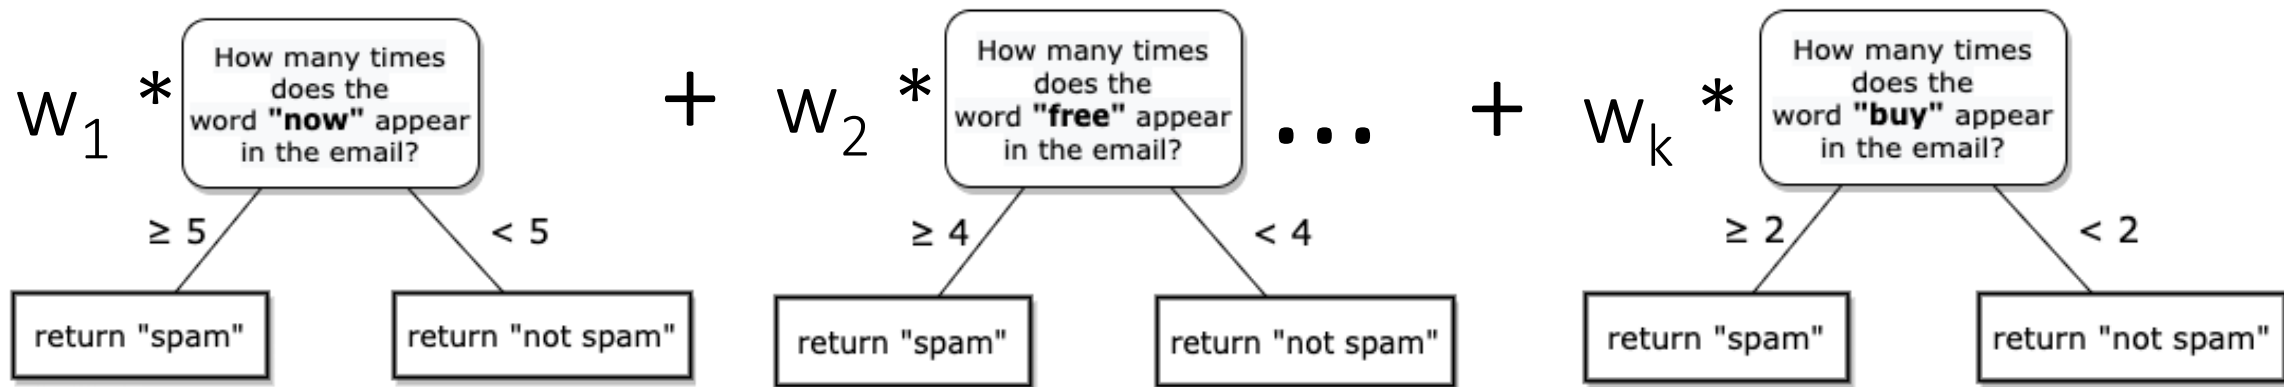 w1 *
How many times
does the
word "now" appear
in the email?
≥ 5
< 5
return "spam"
return "not spam"
+
w2 *
How many times
does the
word "free" appear
in the email?
≥ 4
< 4
return "spam"
return "not spam"
...
+
wk *
How many times
does the
word "buy" appear
in the email?
≥ 2
< 2
return "spam"
return "not spam"